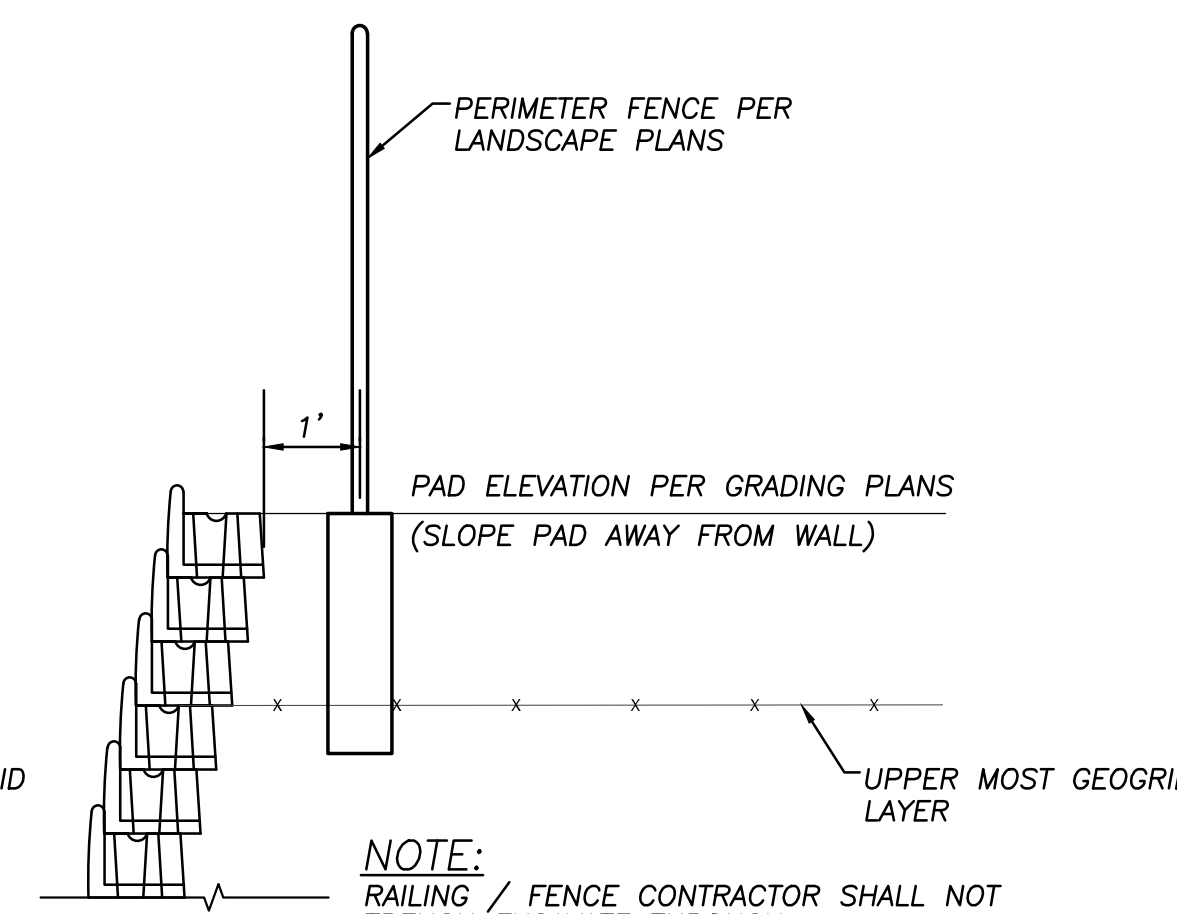 PERIMETER FENCE PER
LANDSCAPE PLANS
1'
PAD ELEVATION PER GRADING PLANS
(SLOPE PAD AWAY FROM WALL)
X X X X X X
ID
UPPER MOST GEOGRI
LAYER
NOTE:
RAILING / FENCE CONTRACTOR SHALL NOT